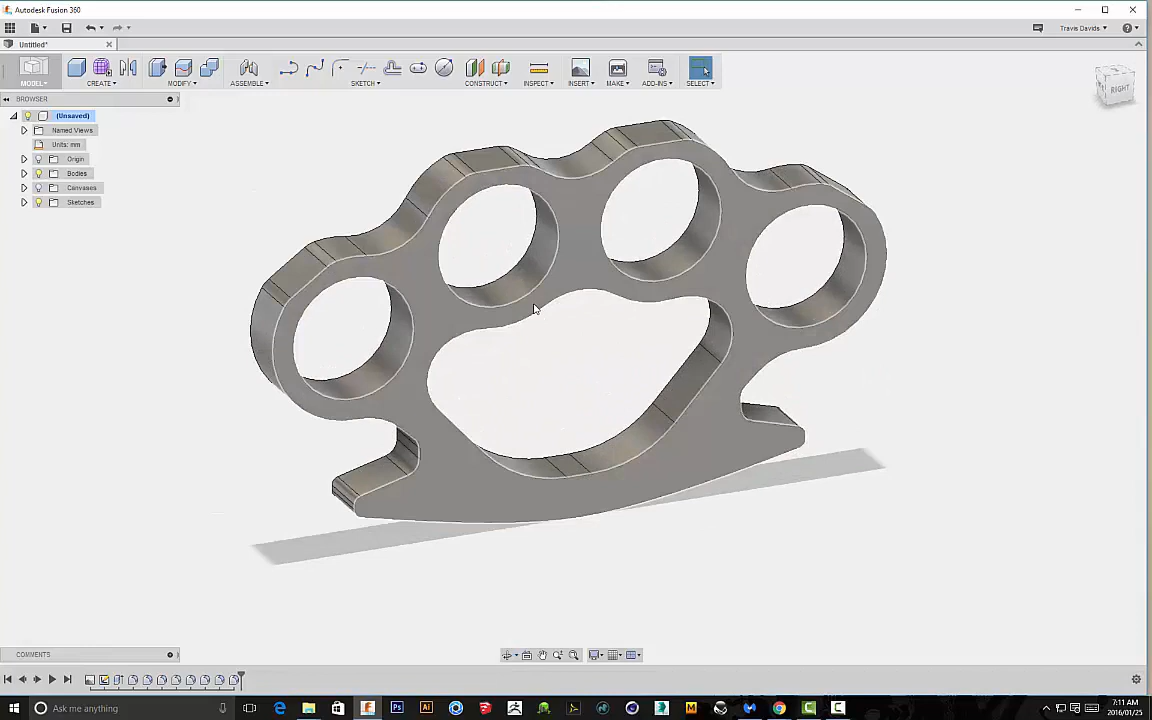 Autodesk Fusion 360
Travis Davids
Untitled*
MODEL
CREATE
MODIFY
ASSEMBLE
SKETCH
CONSTRUCT
INSPECT
INSERT
MAKE
ADD-INS
SELECT
BROWSER
RIGHT
(Unsaved)
Named Views
Units: mm
Origin
Bodies
Canvases
Sketches
COMMENTS
Ask me anything
7:11 AM
2016/01/25